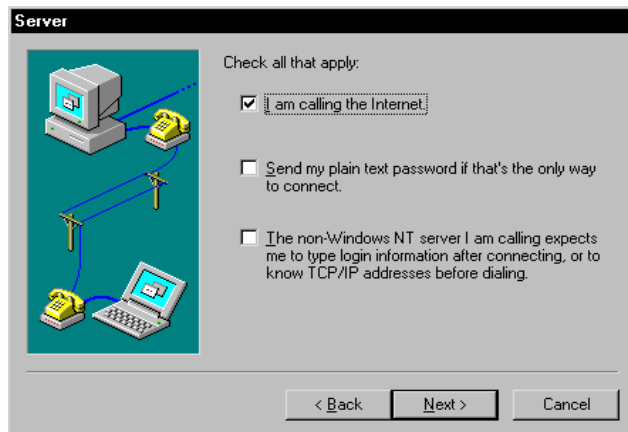 Server
Check all that apply:
I am calling the Internet.
Send my plain text password if that's the only way
to connect.
The non-Windows NT server I am calling expects
me to type login information after connecting, or to
know TCP/IP addresses before dialing.
< Back
Next >
Cancel